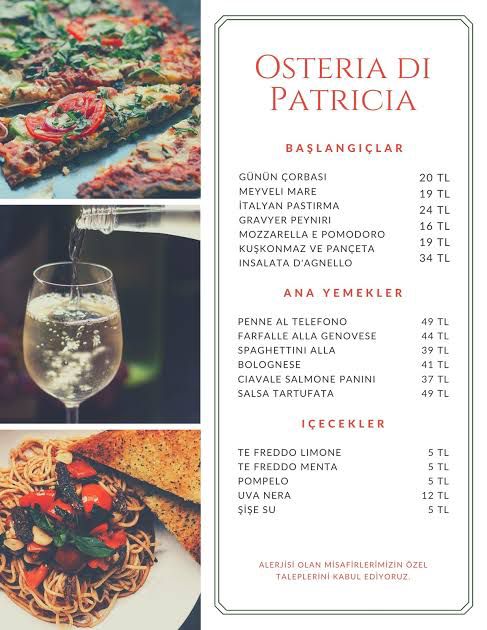 OSTERIA DI
PATRICIA
BAŞLANGIÇLAR
GÜNÜN ÇORBASI 20 TL
MEYVELI MARE 19 TL
İTALYAN PASTIRMA 24 TL
GRAVYER PEYNIRI 16 TL
MOZZARELLA E POMODORO 19 TL
KUŞKONMAZ VE PANÇETA 34 TL
INSALATA D'AGNELLO
ANA YEMEKLER
PENNE AL TELEFONO 49 TL
FARFALLE ALLA GENOVESE 44 TL
SPAGHETTINI ALLA 39 TL
BOLOGNESE 41 TL
CIAVALE SALMONE PANINI 37 TL
SALSA TARTUFATA 49 TL
IÇECEKLER
TE FREDDO LIMONE 5 TL
TE FREDDO MENTA 5 TL
POMPELO 5 TL
UVA NERA 12 TL
ŞİŞE SU 5 TL
ALERJİSİ OLAN MİSAFİRLERİMİZİN ÖZEL
TALEPLERİNİ KABUL EDİYORUZ.